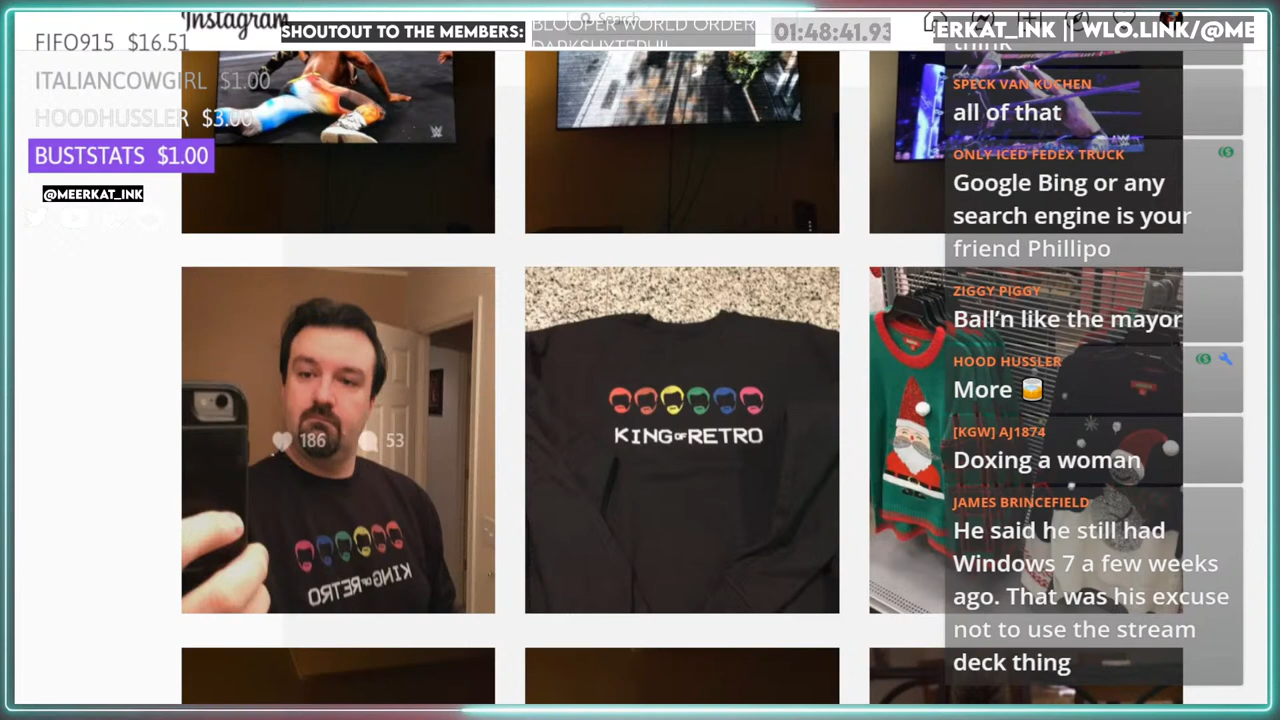 Instagram
SHOUTOUT TO THE MEMBERS:
BLOOPER WORLD ORDER
Search
01:48:41.93
ERKAT_INK || WLO.LINK/@ME
FIFO915 $16.51
ITALIANCOWGIRL $1.00
HOODHUSSLER $3.00
BUSTSTATS $1.00
@MEERKAT_INK
think
SPECK VAN KUCHEN
all of that
ONLY ICED FEDEX TRUCK
Google Bing or any
search engine is your
friend Phillipo
ZIGGY PIGGY
Ball'n like the mayor
HOOD HUSSLER
More
[KGW] AJ1874
Doxing a woman
JAMES BRINCEFIELD
He said he still had
Windows 7 a few weeks
ago. That was his excuse
not to use the stream
deck thing
186
53
KING OF RETRO
KING OF RETRO